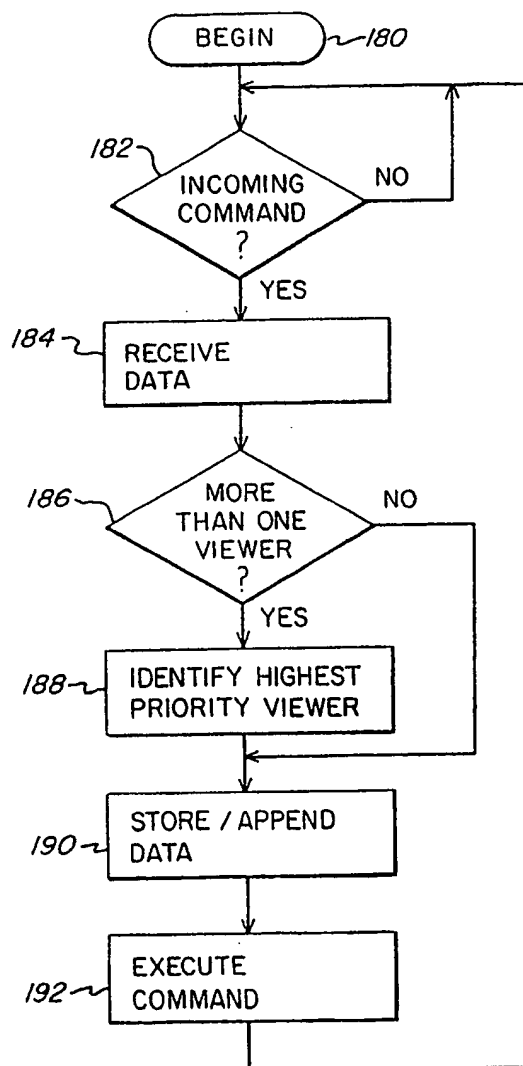 BEGIN
180
182
INCOMING
COMMAND
?
NO
YES
184
RECEIVE
DATA
186
MORE
THAN ONE
VIEWER
?
NO
YES
188
IDENTIFY HIGHEST
PRIORITY VIEWER
190
STORE / APPEND
DATA
192
EXECUTE
COMMAND